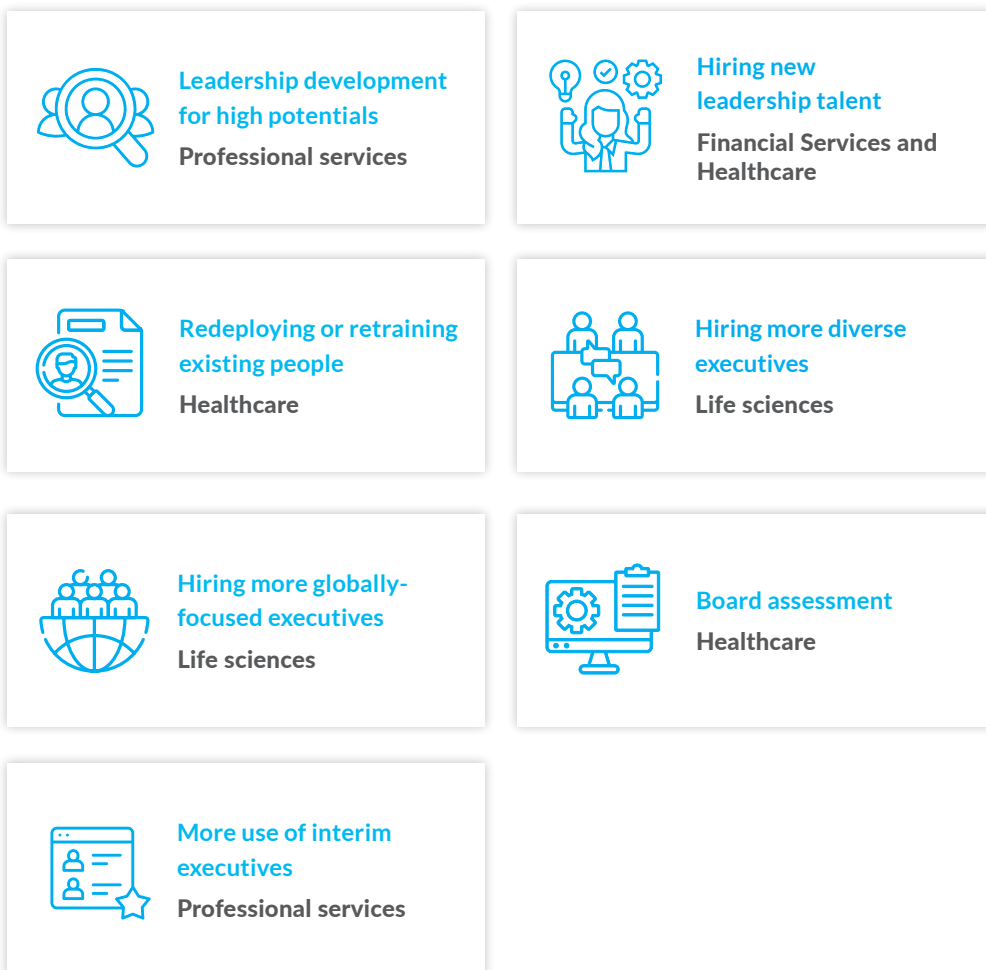 Leadership development
for high potentials
Professional services
Hiring new
leadership talent
Financial Services and
Healthcare
Redeploying or retraining
existing people
Healthcare
Hiring more diverse
executives
Life sciences
Hiring more globally-
focused executives
Life sciences
Board assessment
Healthcare
More use of interim
executives
Professional services